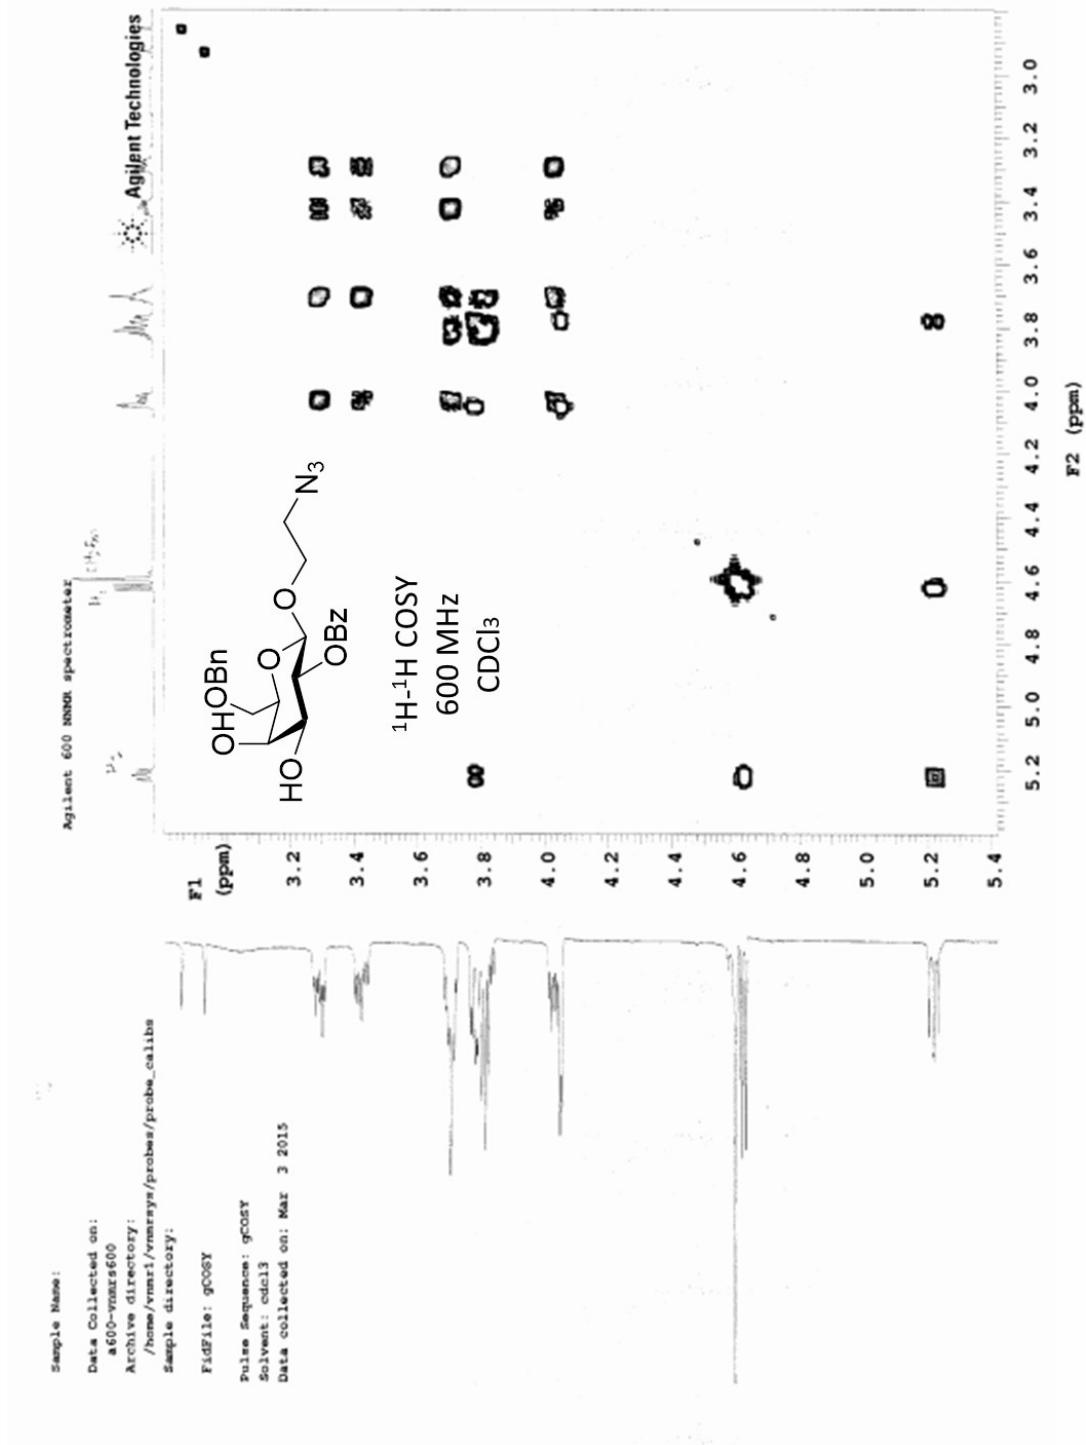 Sample Name:
Data Collected on:
a600-vnmrs600
Archive directory:
/home/vnmr1/vnmrsys/probes/probe_calibs
Sample directory:
FidFile: gCOSY
Pulse Sequence: gCOSY
Solvent: cdcl3
Data collected on: Mar 3 2015
Agilent 600 NNMR spectrometer
Agilent Technologies
F1
(ppm)
3.2
3.4
3.6
3.8
4.0
4.2
4.4
4.6
4.8
5.0
5.2
5.4
OHOBn
HO
O
OBz
O
N3
¹H-¹H COSY
600 MHz
CDCl3
5.2 5.0 4.8 4.6 4.4 4.2 4.0 3.8 3.6 3.4 3.2 3.0
F2 (ppm)